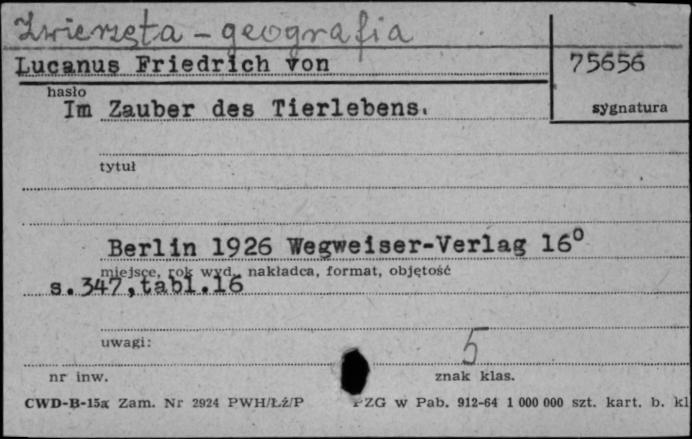 Zwierzęta - geografia
Lucanus Friedrich von
75656
hasło
sygnatura
Im Zauber des Tierlebens.
tytuł
Berlin 1926 Wegweiser-Verlag 16⁰
miejsce, rok wyd., nakładca, format, objętość
s.347,tabl.16
uwagi:
5
nr inw.
znak klas.
CWD-B-15a Zam. Nr 2924 PWH/Łż/P PZG w Pab. 912-64 1 000 000 szt. kart. b. kl